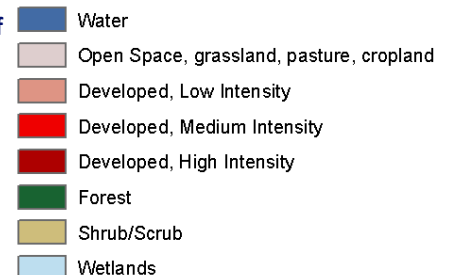 Water
Open Space, grassland, pasture, cropland
Developed, Low Intensity
Developed, Medium Intensity
Developed, High Intensity
Forest
Shrub/Scrub
Wetlands